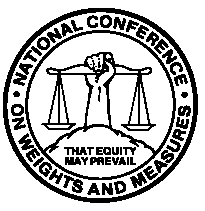 • NATIONAL CONFERENCE •
ON WEIGHTS AND MEASURES
THAT EQUITY
MAY PREVAIL